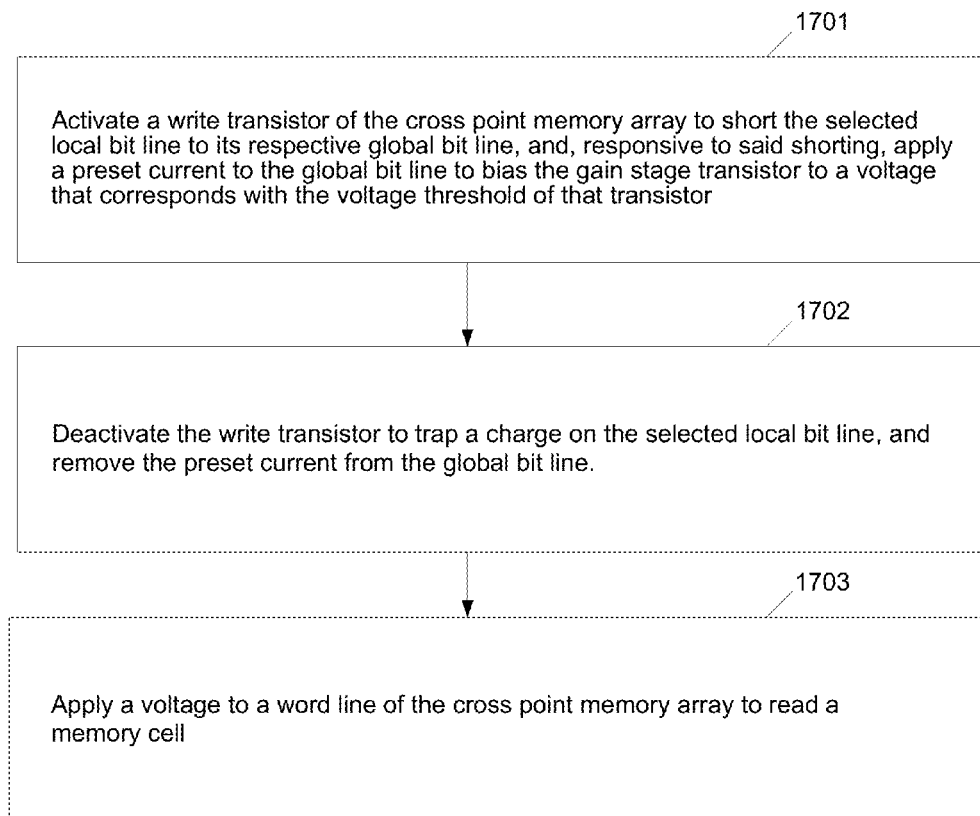 1701
Activate a write transistor of the cross point memory array to short the selected
local bit line to its respective global bit line, and, responsive to said shorting, apply
a preset current to the global bit line to bias the gain stage transistor to a voltage
that corresponds with the voltage threshold of that transistor
1702
Deactivate the write transistor to trap a charge on the selected local bit line, and
remove the preset current from the global bit line.
1703
Apply a voltage to a word line of the cross point memory array to read a
memory cell